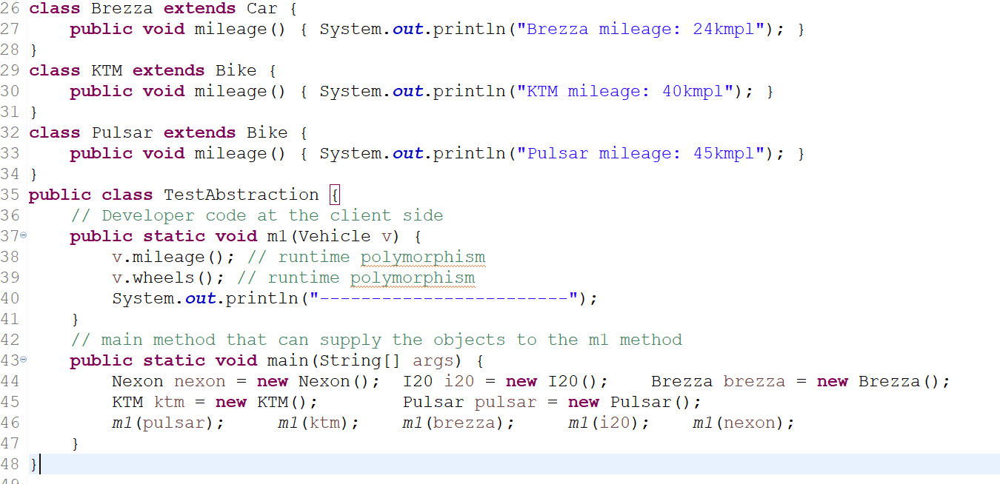 26 class Brezza extends Car {
27     public void mileage() { System.out.println("Brezza mileage: 24kmpl"); }
28 }
29 class KTM extends Bike {
30     public void mileage() { System.out.println("KTM mileage: 40kmpl"); }
31 }
32 class Pulsar extends Bike {
33     public void mileage() { System.out.println("Pulsar mileage: 45kmpl"); }
34 }
35 public class TestAbstraction {
36     // Developer code at the client side
37     public static void m1(Vehicle v) {
38         v.mileage(); // runtime polymorphism
39         v.wheels(); // runtime polymorphism
40         System.out.println("------------------------");
41     }
42     // main method that can supply the objects to the m1 method
43     public static void main(String[] args) {
44         Nexon nexon = new Nexon();  I20 i20 = new I20();    Brezza brezza = new Brezza();
45         KTM ktm = new KTM();        Pulsar pulsar = new Pulsar();
46         m1(pulsar);     m1(ktm);    m1(brezza);     m1(i20);    m1(nexon);
47     }
48 }
49